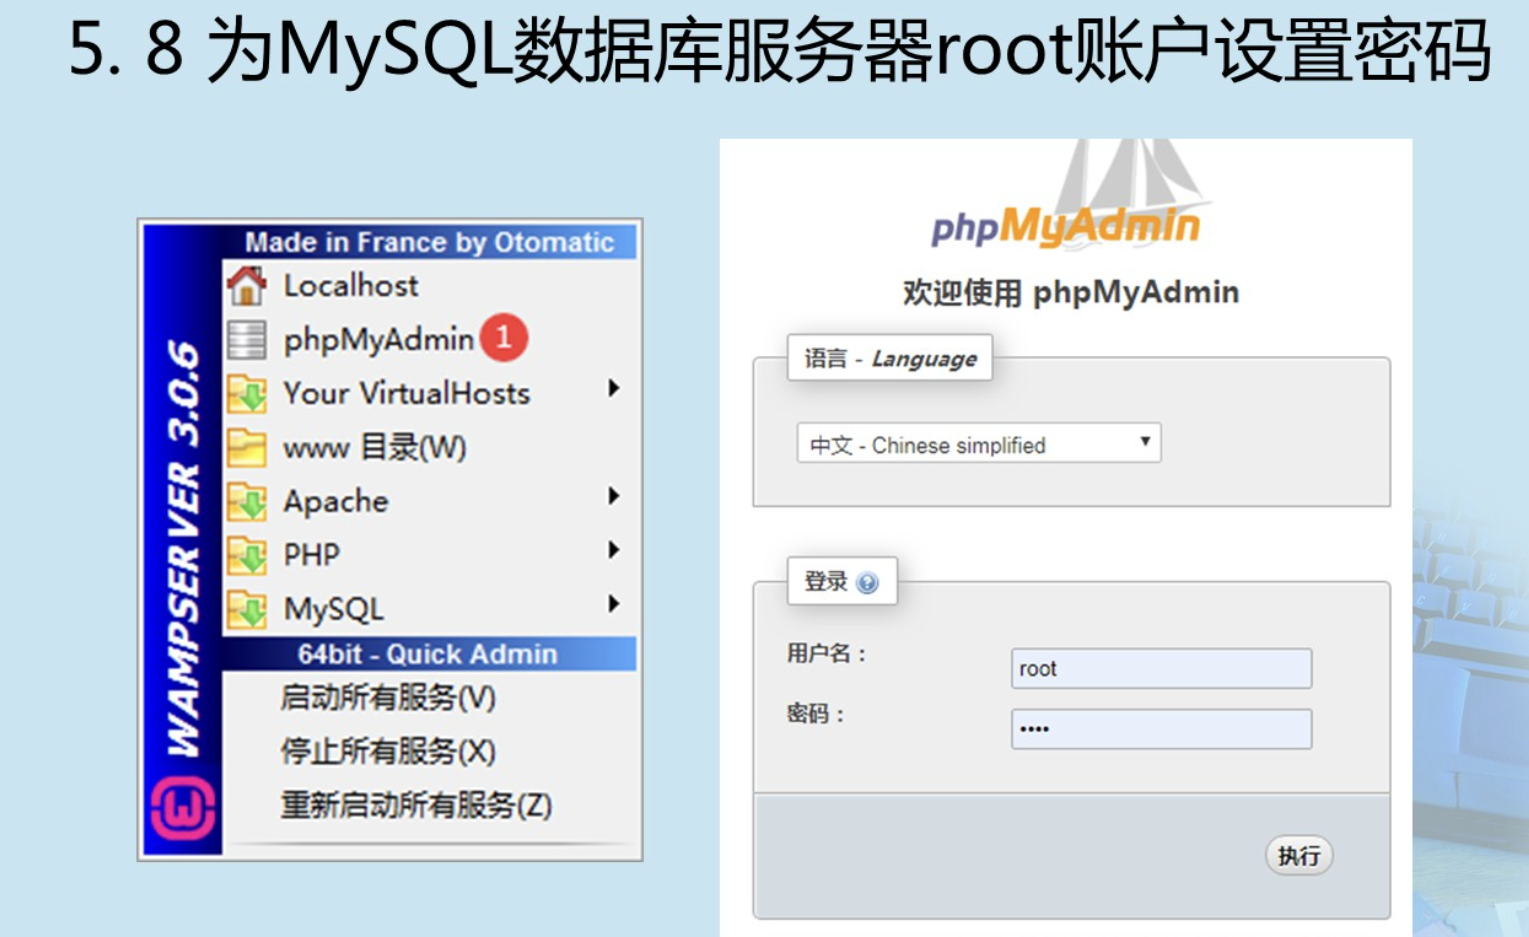 5. 8 为MySQL数据库服务器root账户设置密码
Made in France by Otomatic
Localhost
phpMyAdmin 1
Your VirtualHosts
www 目录(W)
Apache
PHP
MySQL
64bit - Quick Admin
启动所有服务(V)
停止所有服务(X)
重新启动所有服务(Z)
WAMPSERVER 3.0.6
phpMyAdmin
欢迎使用 phpMyAdmin
语言 - Language
中文 - Chinese simplified
登录
用户名：
root
密码：
••••
执行